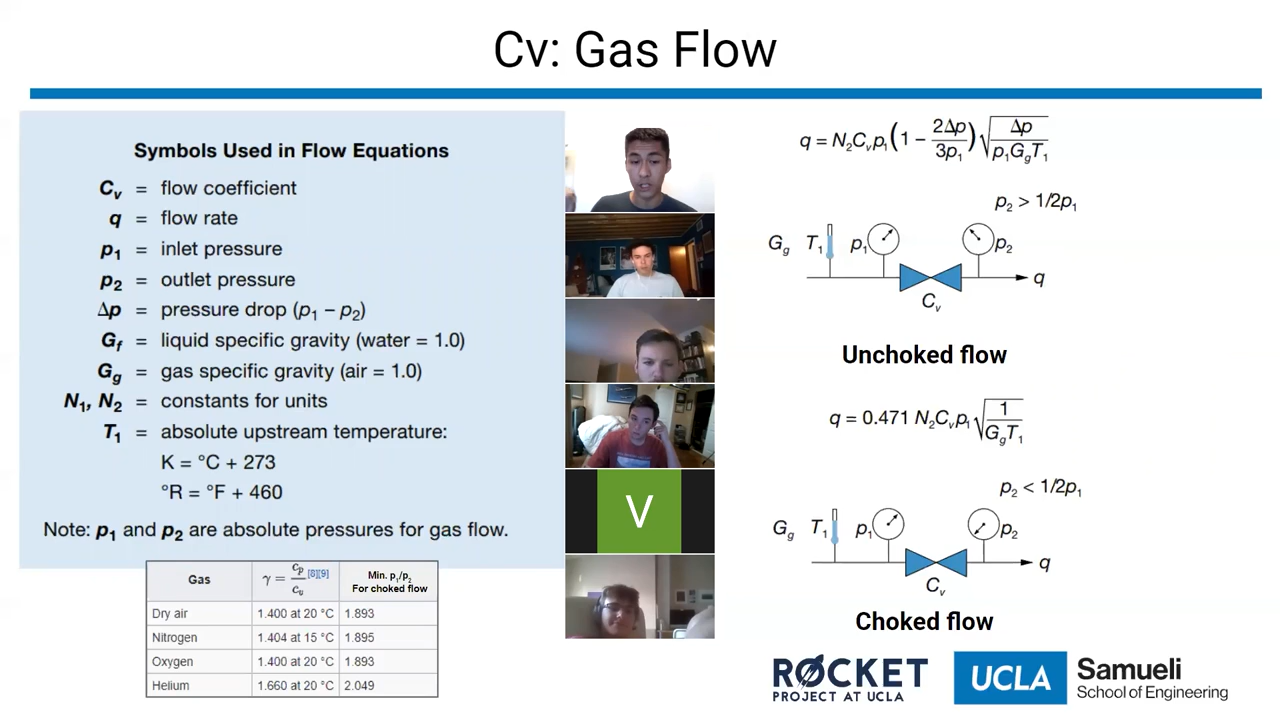 Cv: Gas Flow
Symbols Used in Flow Equations
Cv = flow coefficient
q = flow rate
p1 = inlet pressure
p2 = outlet pressure
Δp = pressure drop (p1 – p2)
Gf = liquid specific gravity (water = 1.0)
Gg = gas specific gravity (air = 1.0)
N1, N2 = constants for units
T1 = absolute upstream temperature:
K = °C + 273
°R = °F + 460
Note: p1 and p2 are absolute pressures for gas flow.
Gas γ = cp/cv [8][9] Min. p1/p2 For choked flow
Dry air 1.400 at 20 °C 1.893
Nitrogen 1.404 at 15 °C 1.895
Oxygen 1.400 at 20 °C 1.893
Helium 1.660 at 20 °C 2.049
V
q = N2Cvp1(1 – 2Δp/3p1)√(Δp/p1GgT1)
p2 > 1/2p1
Gg T1 p1 p2
q
Cv
Unchoked flow
q = 0.471 N2Cvp1√(1/GgT1)
p2 < 1/2p1
Gg T1 p1 p2
q
Cv
Choked flow
ROCKET
PROJECT AT UCLA
UCLA
Samueli
School of Engineering